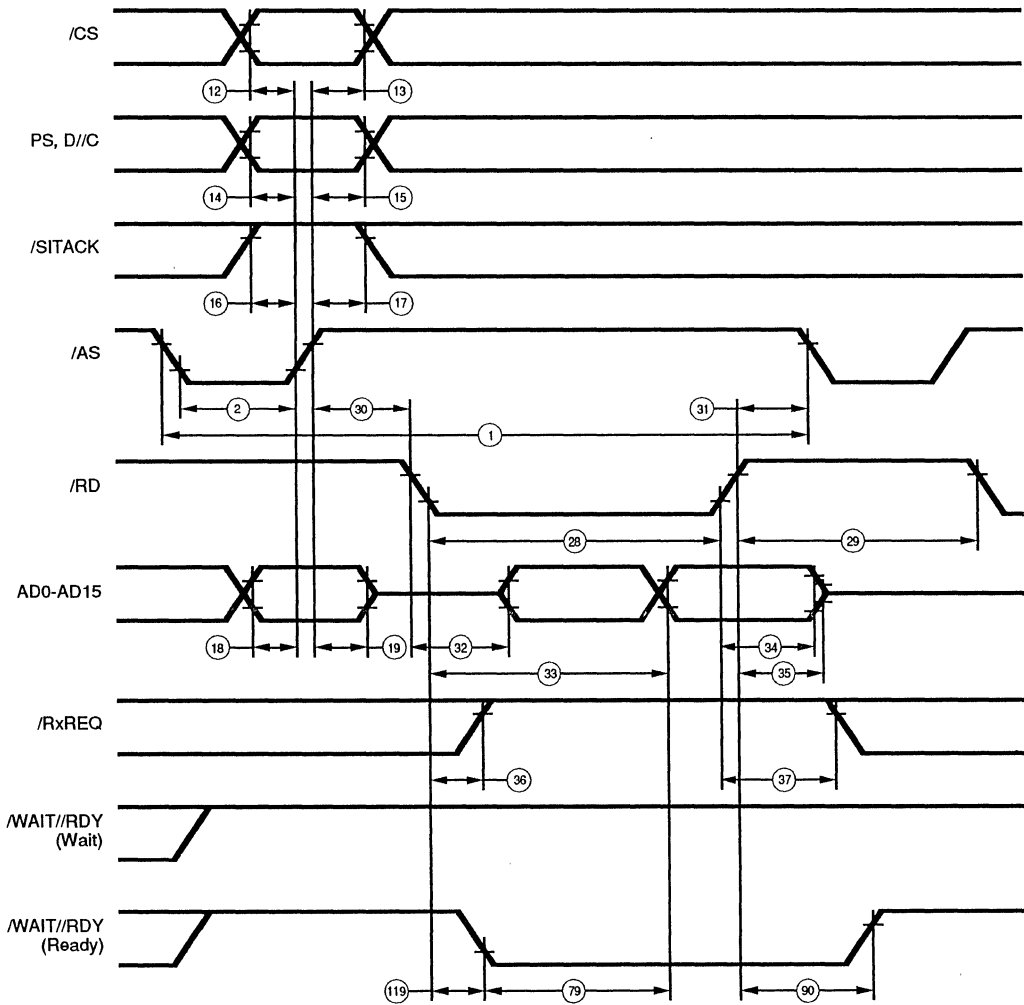 /CS
12
13
PS, D//C
14
15
/SITACK
16
17
/AS
2
30
31
1
/RD
28
29
AD0-AD15
18
19
32
34
33
35
/RxREQ
36
37
/WAIT//RDY
(Wait)
/WAIT//RDY
(Ready)
119
79
90